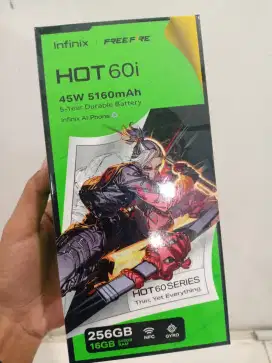 Infinix FREE FIRE
HOT 60i
45W 5160mAh
5-Year Durable Battery
Infinix AI Phone
HOT 60 SERIES
Thin, Yet Everything
256GB
16GB
NFC
GYRO